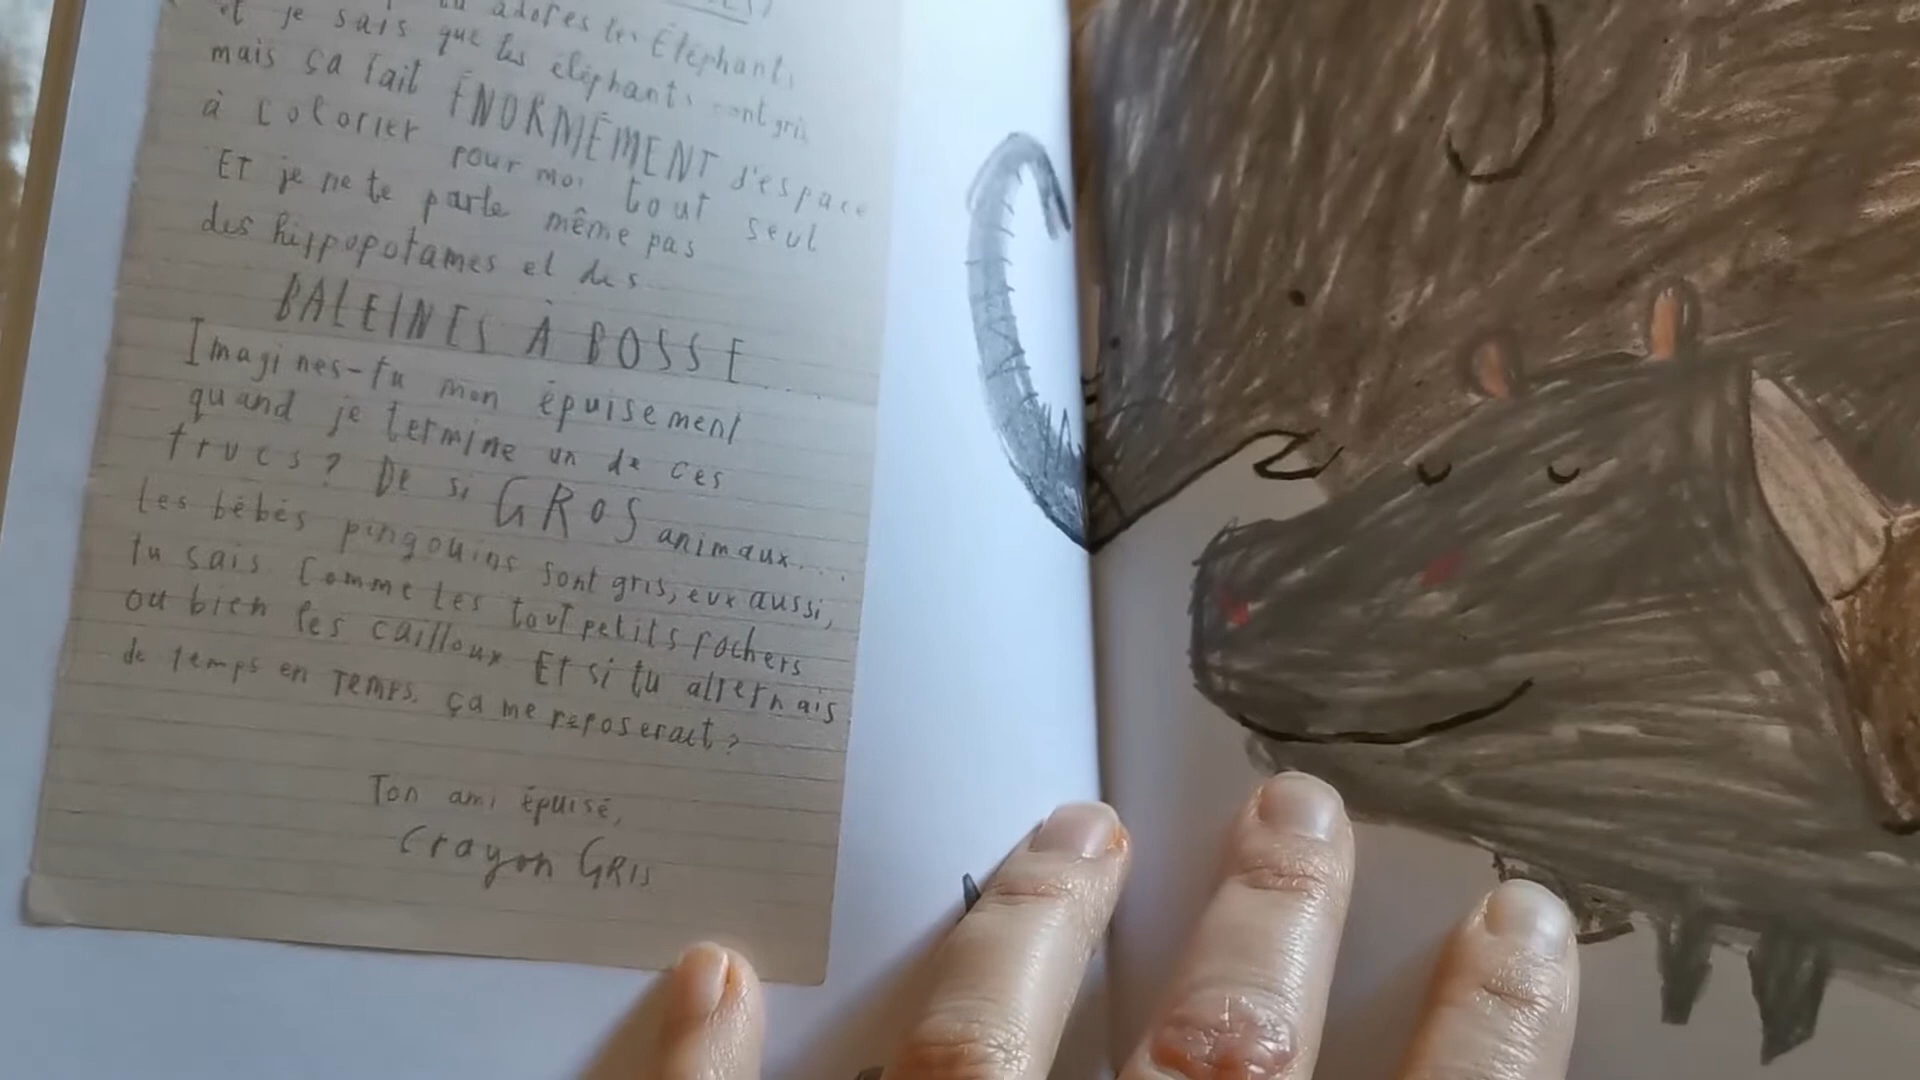 tu adores les Éléphants
et je sais que les éléphants sont gris
mais ça fait ÉNORMÉMENT d'espace
à colorier pour moi tout seul
Et je ne te parle même pas
des hippopotames et des
BALEINES À BOSSE...
Imagines-tu mon épuisement
quand je termine un de ces
trucs? De si GROS animaux....
Les bébés pingouins sont gris, eux aussi,
tu sais. Comme les tout petits rochers
ou bien les cailloux Et si tu alternais
de temps en TEMPS, ça me reposerait?
Ton ami épuisé,
Crayon GRIS